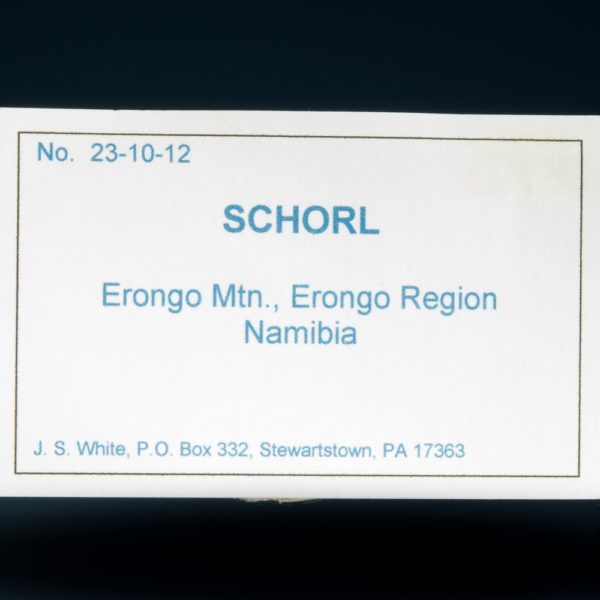 No. 23-10-12
SCHORL
Erongo Mtn., Erongo Region
Namibia
J. S. White, P.O. Box 332, Stewartstown, PA 17363